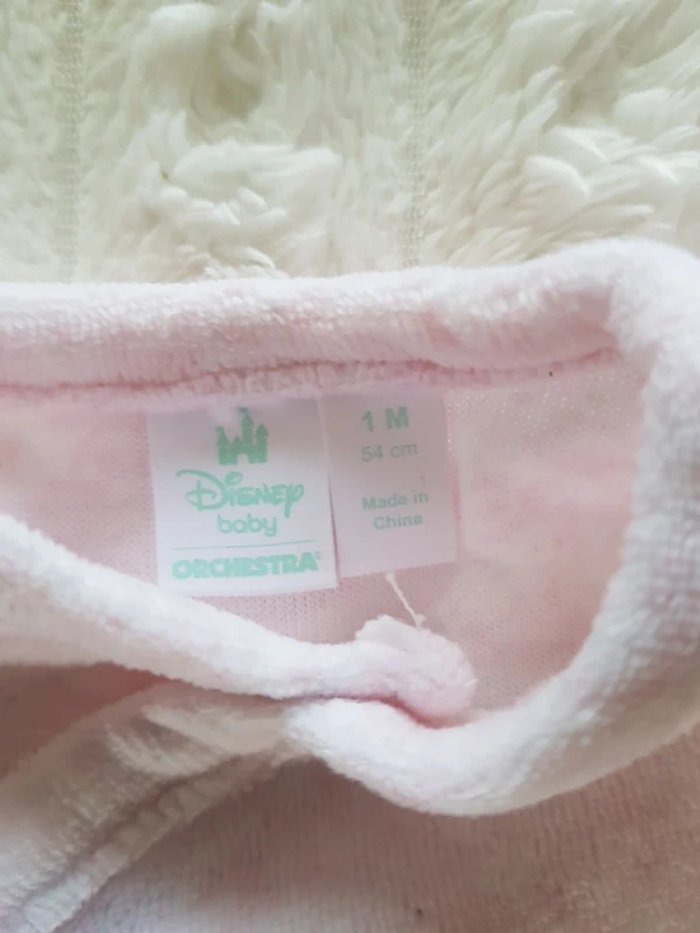 Disney
baby
ORCHESTRA®
1 M
54 cm
Made in
China